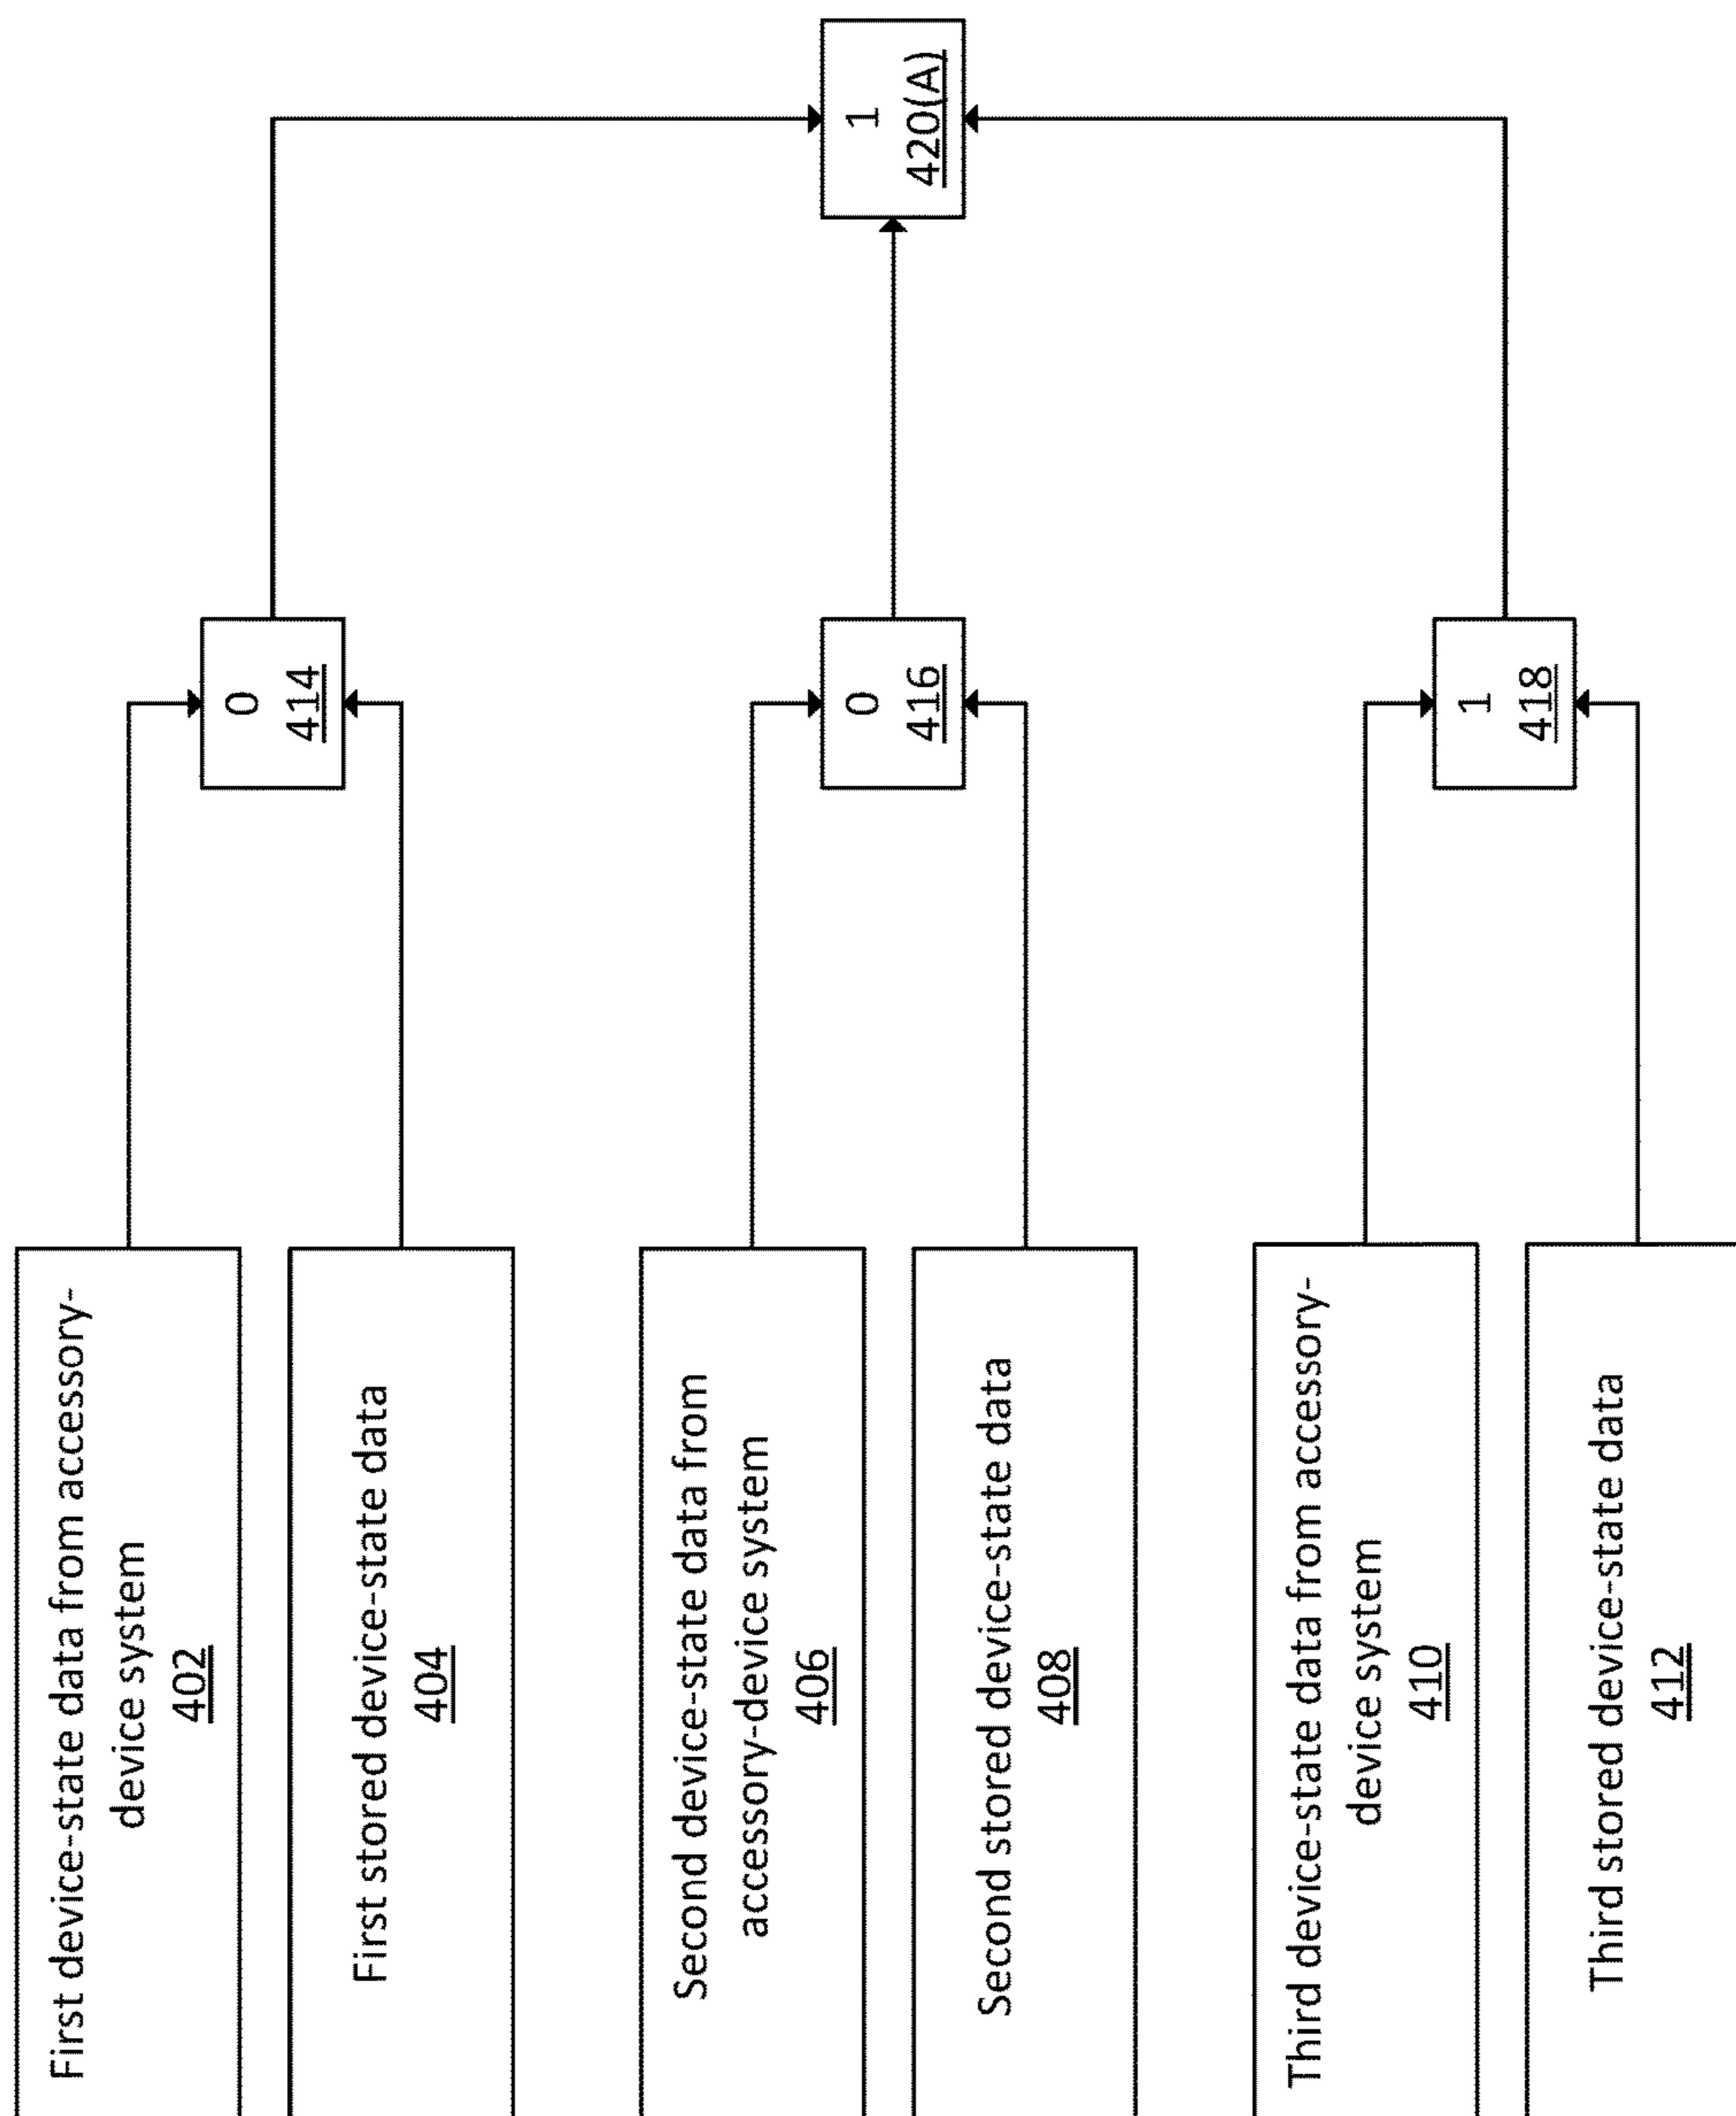 First device-state data from accessory-
device system
402
First stored device-state data
404
Second device-state data from
accessory-device system
406
Second stored device-state data
408
Third device-state data from accessory-
device system
410
Third stored device-state data
412
0
414
0
416
1
418
1
420(A)